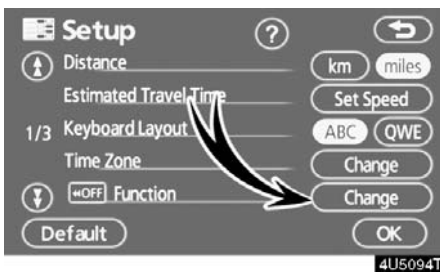 Setup ?
Distance km miles
Estimated Travel Time Set Speed
1/3 Keyboard Layout ABC QWE
Time Zone Change
OFF Function Change
Default OK
4U5094T